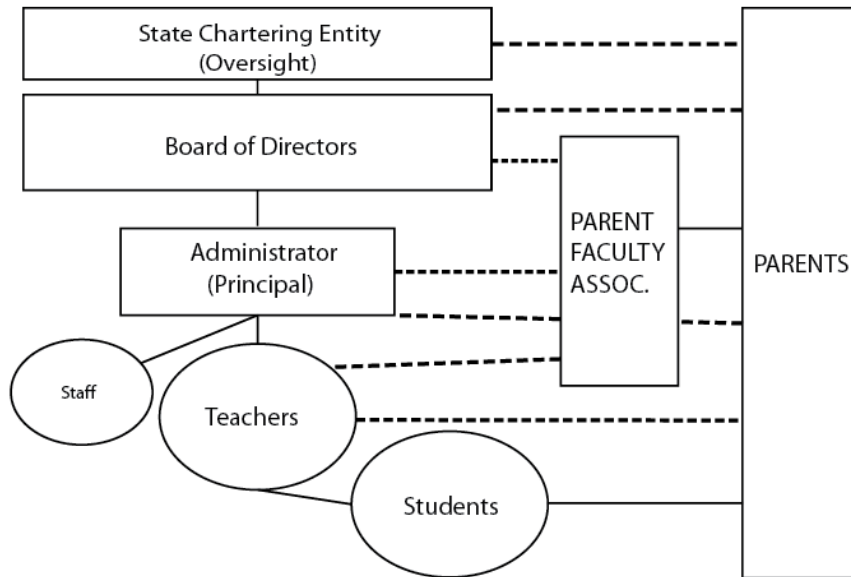 State Chartering Entity
(Oversight)
Board of Directors
Administrator
(Principal)
PARENT
FACULTY
ASSOC.
PARENTS
Staff
Teachers
Students